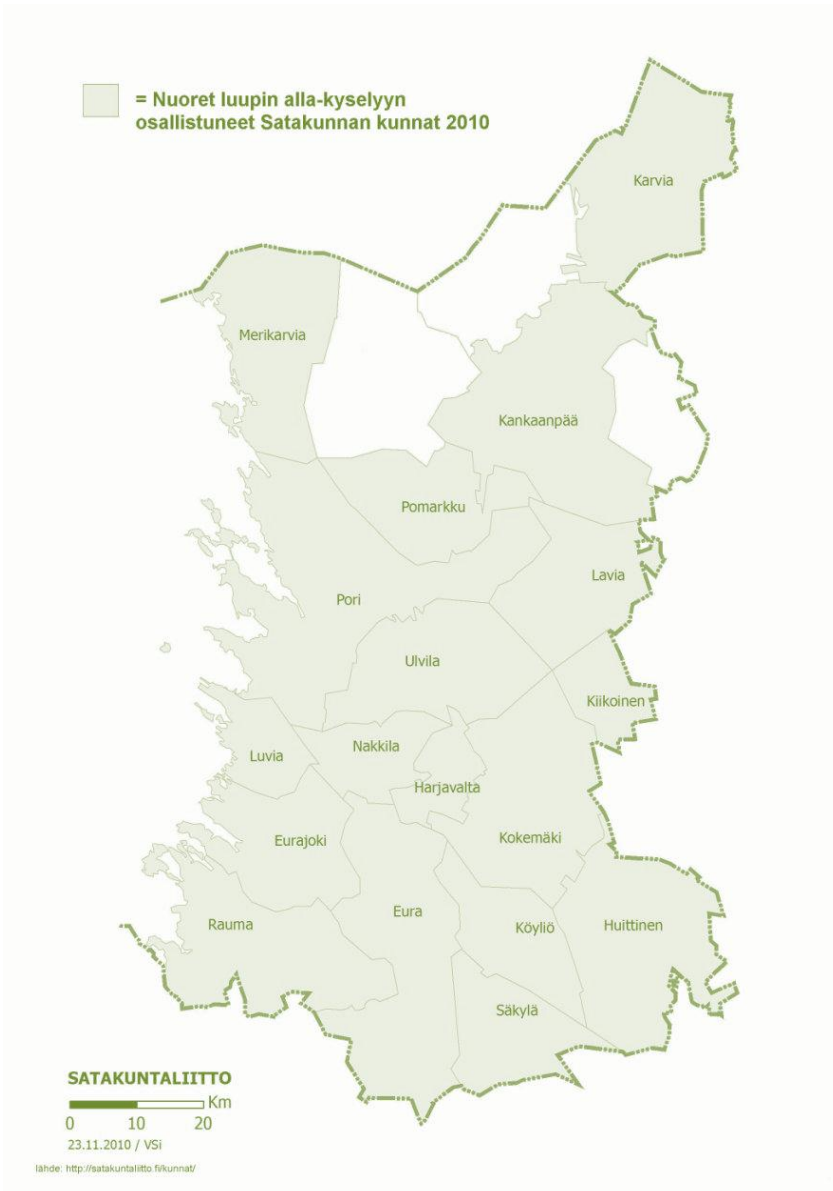 = Nuoret luupin alla-kyselyyn
osallistuneet Satakunnan kunnat 2010
Karvia
Merikarvia
Kankaanpää
Pomarkku
Lavia
Pori
Ulvila
Kiikoinen
Nakkila
Luvia
Harjavalta
Kokemäki
Eurajoki
Eura
Rauma
Köyliö
Huittinen
Säkylä
SATAKUNTALIITTO
Km
0 10 20
23.11.2010 / VSi
lähde: http://satakuntaliitto.fi/kunnat/